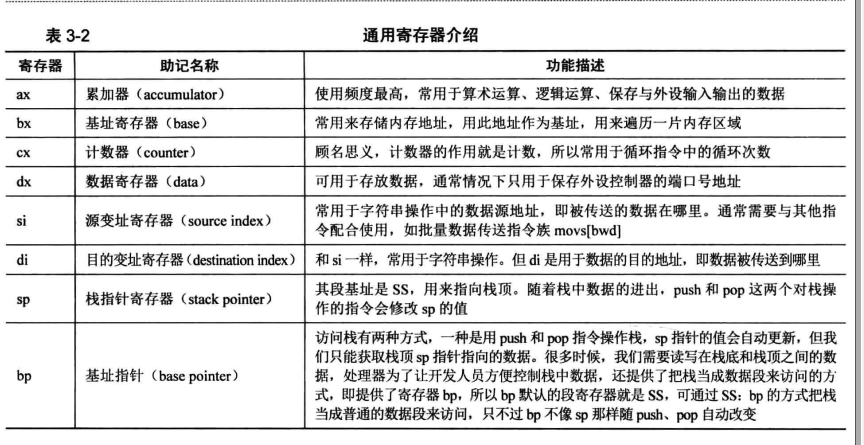 表 3-2 通用寄存器介绍
寄存器 助记名称 功能描述
ax 累加器（accumulator） 使用频度最高，常用于算术运算、逻辑运算、保存与外设输入输出的数据
bx 基址寄存器（base） 常用来存储内存地址，用此地址作为基址，用来遍历一片内存区域
cx 计数器（counter） 顾名思义，计数器的作用就是计数，所以常用于循环指令中的循环次数
dx 数据寄存器（data） 可用于存放数据，通常情况下只用于保存外设控制器的端口号地址
si 源变址寄存器（source index） 常用于字符串操作中的数据源地址，即被传送的数据在哪里。通常需要与其他指
令配合使用，如批量数据传送指令族 movs[bwd]
di 目的变址寄存器（destination index） 和 si 一样，常用于字符串操作。但 di 是用于数据的目的地址，即数据被传送到哪里
sp 栈指针寄存器（stack pointer） 其段基址是 SS，用来指向栈顶。随着栈中数据的进出，push 和 pop 这两个对栈操
作的指令会修改 sp 的值
bp 基址指针（base pointer） 访问栈有两种方式，一种是用 push 和 pop 指令操作栈，sp 指针的值会自动更新，但我
们只能获取栈顶 sp 指针指向的数据。很多时候，我们需要读写在栈底和栈顶之间的数
据，处理器为了让开发人员方便控制栈中数据，还提供了把栈当成数据段来访问的方
式，即提供了寄存器 bp，所以 bp 默认的段寄存器就是 SS，可通过 SS：bp 的方式把栈
当成普通的数据段来访问，只不过 bp 不像 sp 那样随 push、pop 自动改变